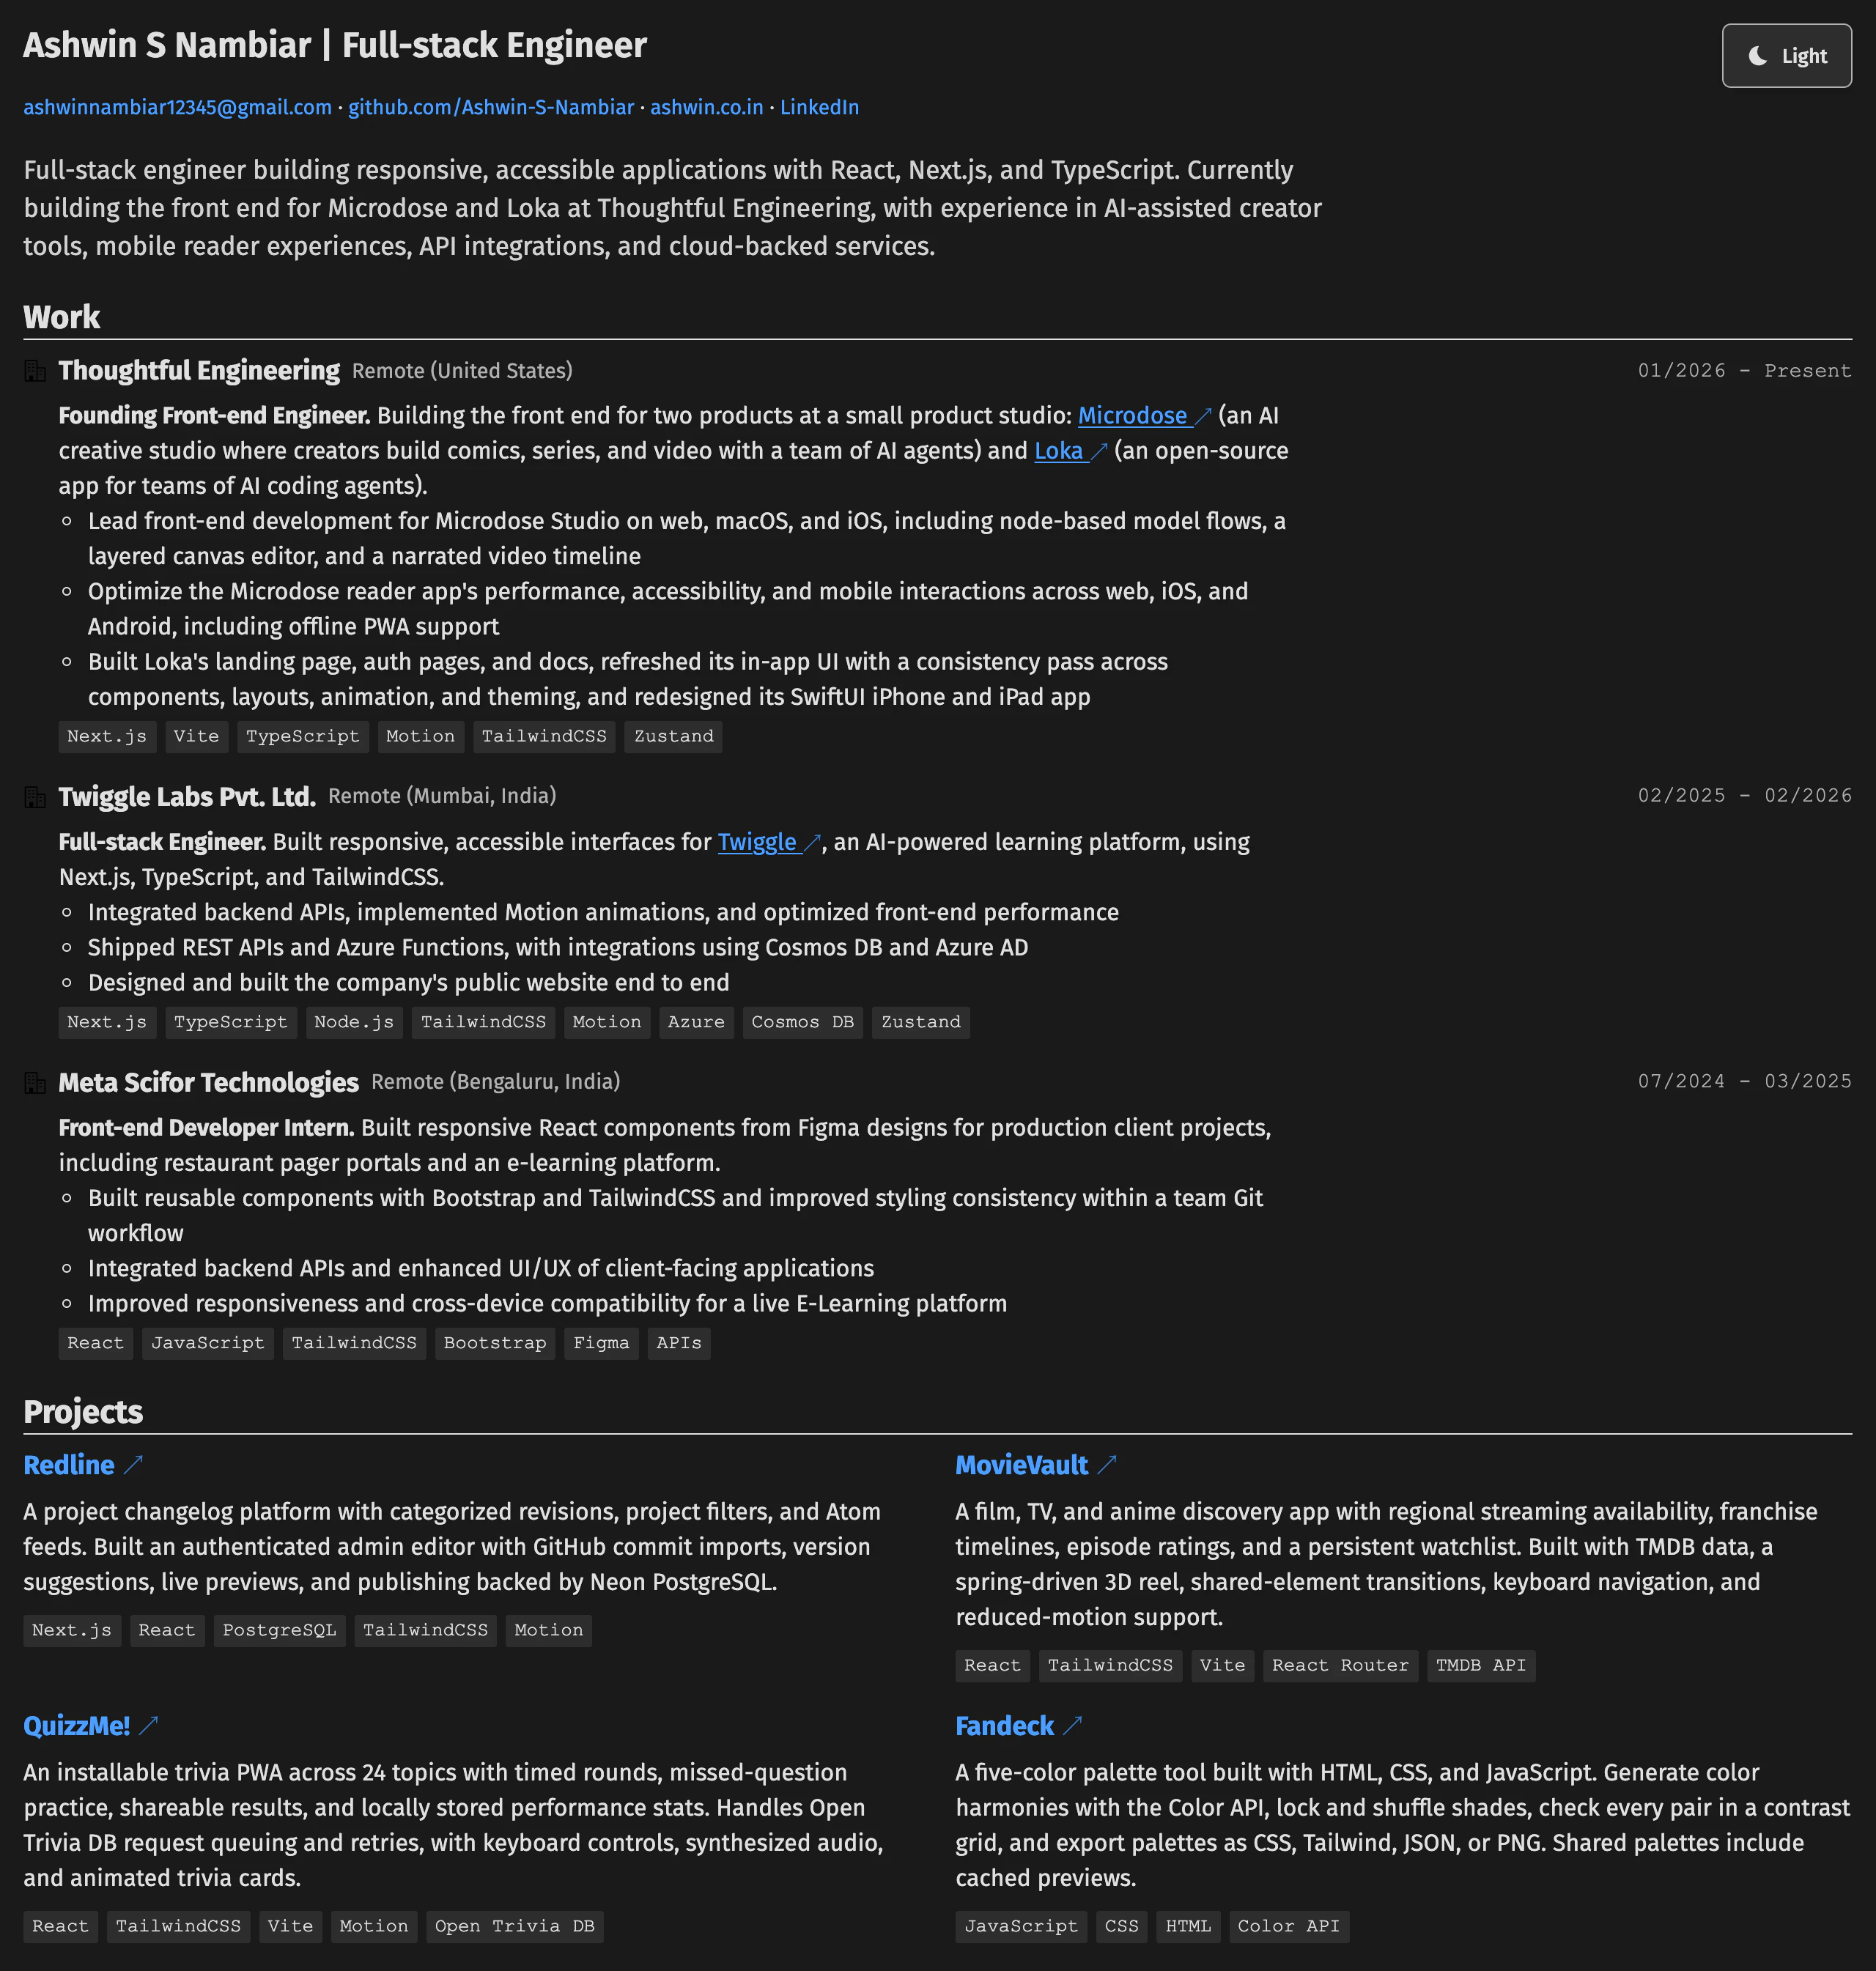 Ashwin S Nambiar | Full-stack Engineer
Light
ashwinnambiar12345@gmail.com · github.com/Ashwin-S-Nambiar · ashwin.co.in · LinkedIn
Full-stack engineer building responsive, accessible applications with React, Next.js, and TypeScript. Currently
building the front end for Microdose and Loka at Thoughtful Engineering, with experience in AI-assisted creator
tools, mobile reader experiences, API integrations, and cloud-backed services.
Work
Thoughtful Engineering Remote (United States) 01/2026 - Present
Founding Front-end Engineer. Building the front end for two products at a small product studio: Microdose ↗ (an AI
creative studio where creators build comics, series, and video with a team of AI agents) and Loka ↗ (an open-source
app for teams of AI coding agents).
Lead front-end development for Microdose Studio on web, macOS, and iOS, including node-based model flows, a
layered canvas editor, and a narrated video timeline
Optimize the Microdose reader app's performance, accessibility, and mobile interactions across web, iOS, and
Android, including offline PWA support
Built Loka's landing page, auth pages, and docs, refreshed its in-app UI with a consistency pass across
components, layouts, animation, and theming, and redesigned its SwiftUI iPhone and iPad app
Next.js Vite TypeScript Motion TailwindCSS Zustand
Twiggle Labs Pvt. Ltd. Remote (Mumbai, India) 02/2025 - 02/2026
Full-stack Engineer. Built responsive, accessible interfaces for Twiggle ↗, an AI-powered learning platform, using
Next.js, TypeScript, and TailwindCSS.
Integrated backend APIs, implemented Motion animations, and optimized front-end performance
Shipped REST APIs and Azure Functions, with integrations using Cosmos DB and Azure AD
Designed and built the company's public website end to end
Next.js TypeScript Node.js TailwindCSS Motion Azure Cosmos DB Zustand
Meta Scifor Technologies Remote (Bengaluru, India) 07/2024 - 03/2025
Front-end Developer Intern. Built responsive React components from Figma designs for production client projects,
including restaurant pager portals and an e-learning platform.
Built reusable components with Bootstrap and TailwindCSS and improved styling consistency within a team Git
workflow
Integrated backend APIs and enhanced UI/UX of client-facing applications
Improved responsiveness and cross-device compatibility for a live E-Learning platform
React JavaScript TailwindCSS Bootstrap Figma APIs
Projects
Redline ↗
A project changelog platform with categorized revisions, project filters, and Atom
feeds. Built an authenticated admin editor with GitHub commit imports, version
suggestions, live previews, and publishing backed by Neon PostgreSQL.
Next.js React PostgreSQL TailwindCSS Motion
MovieVault ↗
A film, TV, and anime discovery app with regional streaming availability, franchise
timelines, episode ratings, and a persistent watchlist. Built with TMDB data, a
spring-driven 3D reel, shared-element transitions, keyboard navigation, and
reduced-motion support.
React TailwindCSS Vite React Router TMDB API
QuizzMe! ↗
An installable trivia PWA across 24 topics with timed rounds, missed-question
practice, shareable results, and locally stored performance stats. Handles Open
Trivia DB request queuing and retries, with keyboard controls, synthesized audio,
and animated trivia cards.
React TailwindCSS Vite Motion Open Trivia DB
Fandeck ↗
A five-color palette tool built with HTML, CSS, and JavaScript. Generate color
harmonies with the Color API, lock and shuffle shades, check every pair in a contrast
grid, and export palettes as CSS, Tailwind, JSON, or PNG. Shared palettes include
cached previews.
JavaScript CSS HTML Color API